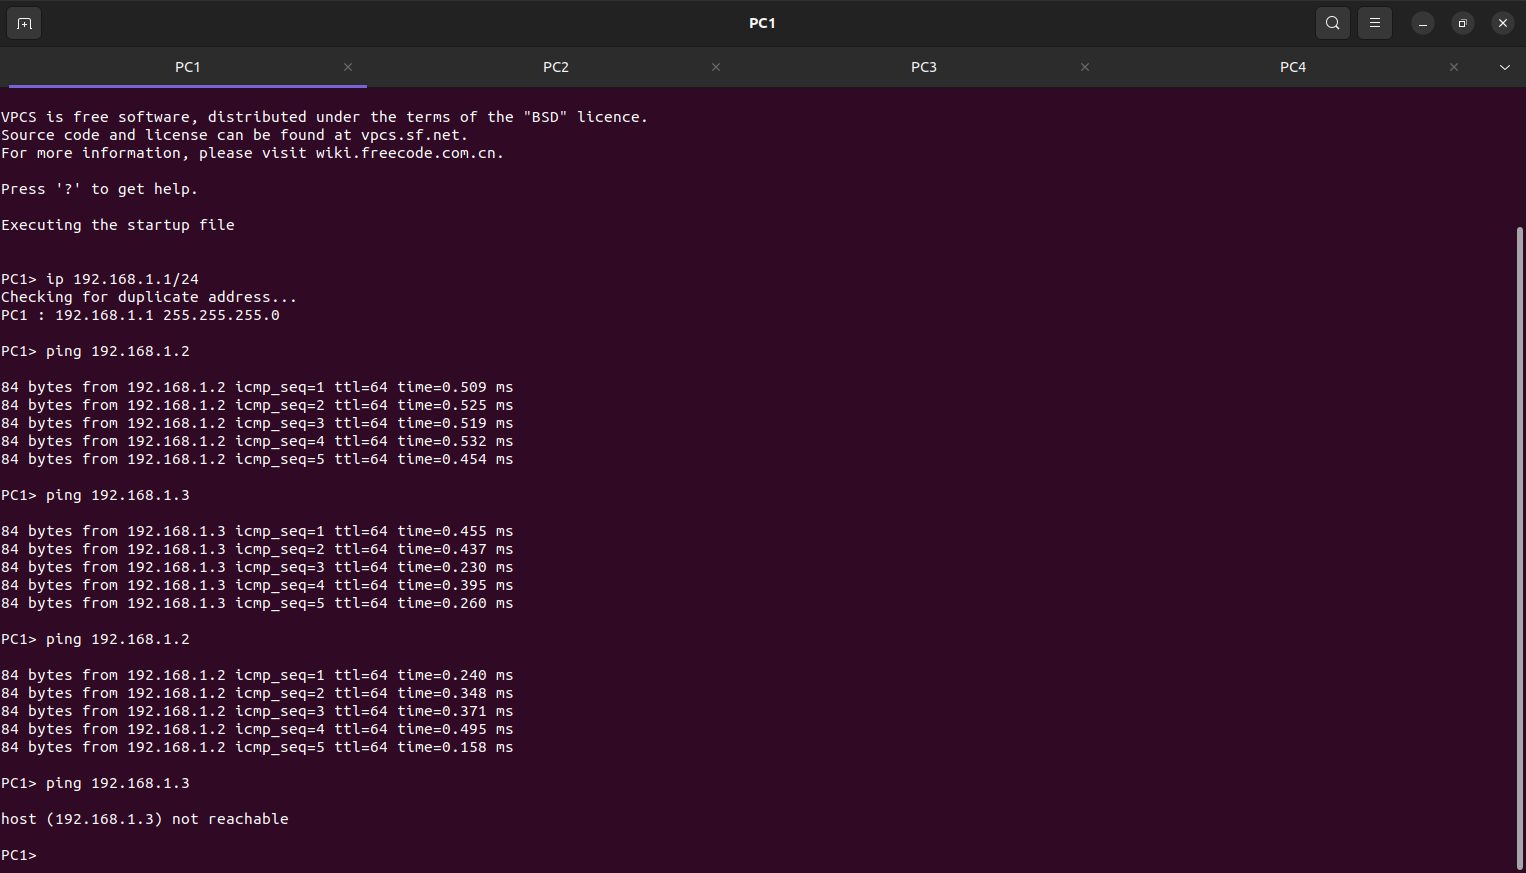 PC1
PC1
PC2
PC3
PC4
VPCS is free software, distributed under the terms of the "BSD" licence.
Source code and license can be found at vpcs.sf.net.
For more information, please visit wiki.freecode.com.cn.
Press '?' to get help.
Executing the startup file
PC1> ip 192.168.1.1/24
Checking for duplicate address...
PC1 : 192.168.1.1 255.255.255.0
PC1> ping 192.168.1.2
84 bytes from 192.168.1.2 icmp_seq=1 ttl=64 time=0.509 ms
84 bytes from 192.168.1.2 icmp_seq=2 ttl=64 time=0.525 ms
84 bytes from 192.168.1.2 icmp_seq=3 ttl=64 time=0.519 ms
84 bytes from 192.168.1.2 icmp_seq=4 ttl=64 time=0.532 ms
84 bytes from 192.168.1.2 icmp_seq=5 ttl=64 time=0.454 ms
PC1> ping 192.168.1.3
84 bytes from 192.168.1.3 icmp_seq=1 ttl=64 time=0.455 ms
84 bytes from 192.168.1.3 icmp_seq=2 ttl=64 time=0.437 ms
84 bytes from 192.168.1.3 icmp_seq=3 ttl=64 time=0.230 ms
84 bytes from 192.168.1.3 icmp_seq=4 ttl=64 time=0.395 ms
84 bytes from 192.168.1.3 icmp_seq=5 ttl=64 time=0.260 ms
PC1> ping 192.168.1.2
84 bytes from 192.168.1.2 icmp_seq=1 ttl=64 time=0.240 ms
84 bytes from 192.168.1.2 icmp_seq=2 ttl=64 time=0.348 ms
84 bytes from 192.168.1.2 icmp_seq=3 ttl=64 time=0.371 ms
84 bytes from 192.168.1.2 icmp_seq=4 ttl=64 time=0.495 ms
84 bytes from 192.168.1.2 icmp_seq=5 ttl=64 time=0.158 ms
PC1> ping 192.168.1.3
host (192.168.1.3) not reachable
PC1>